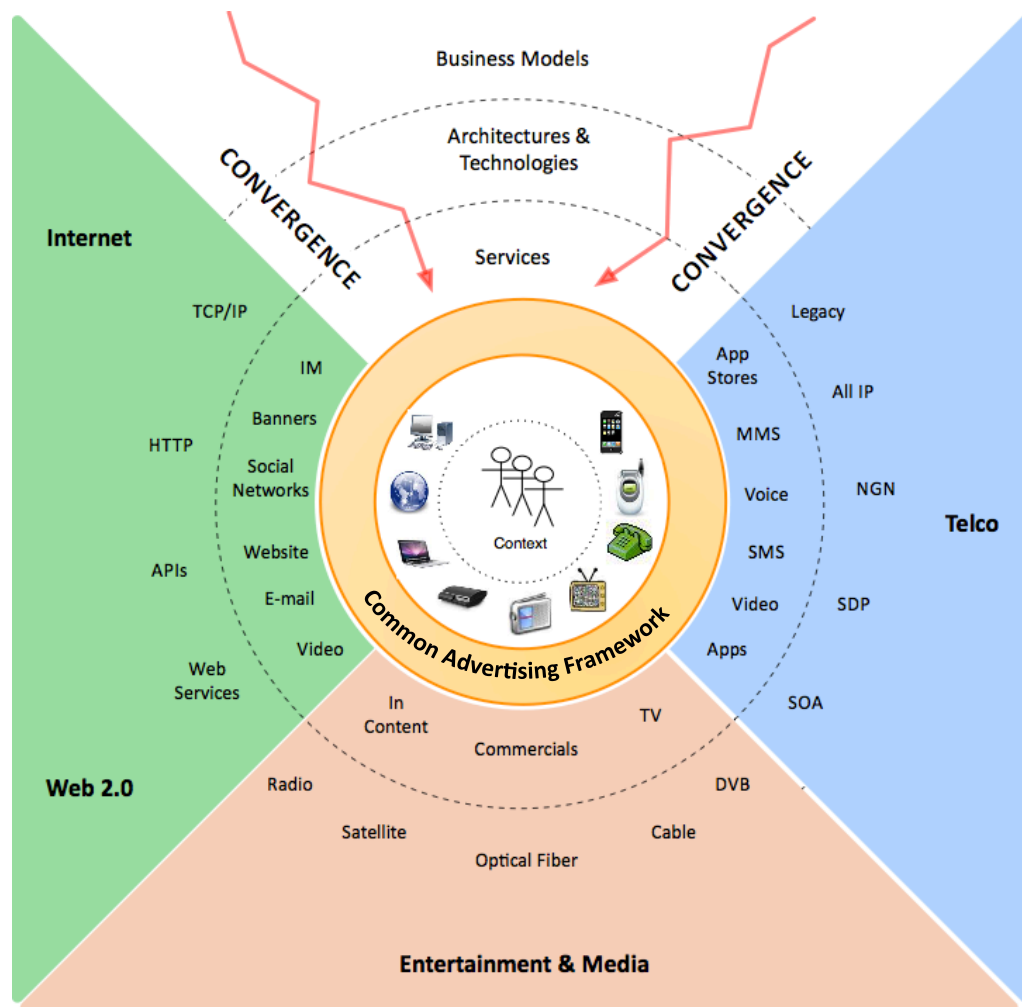 Business Models
Architectures &
Technologies
Services
CONVERGENCE
CONVERGENCE
Internet
TCP/IP
IM
Banners
HTTP
Social
Networks
Website
APIs
E-mail
Video
Web
Services
Web 2.0
Legacy
App
Stores
All IP
MMS
Voice
NGN
Telco
SMS
Video
SDP
Apps
SOA
Context
Common Advertising Framework
In
Content
TV
Commercials
Radio
DVB
Satellite
Cable
Optical Fiber
Entertainment & Media